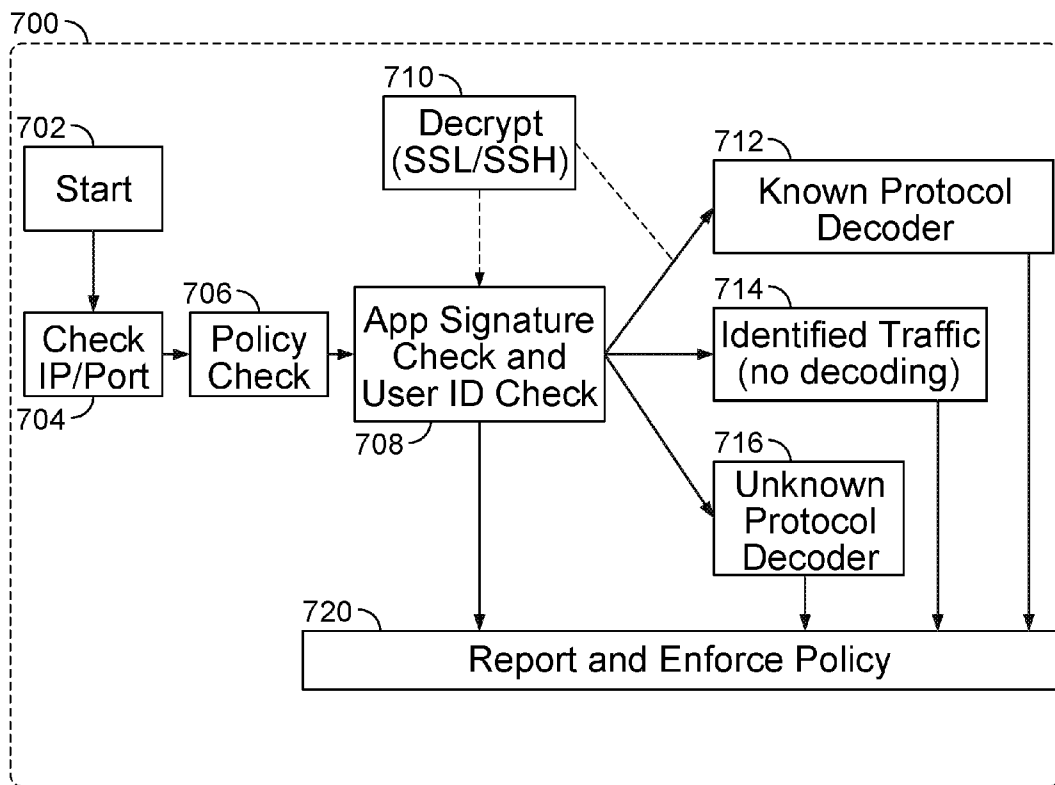 700
702
Start
Check
IP/Port
704
706
Policy
Check
710
Decrypt
(SSL/SSH)
App Signature
Check and
User ID Check
708
712
Known Protocol
Decoder
714
Identified Traffic
(no decoding)
716
Unknown
Protocol
Decoder
720
Report and Enforce Policy